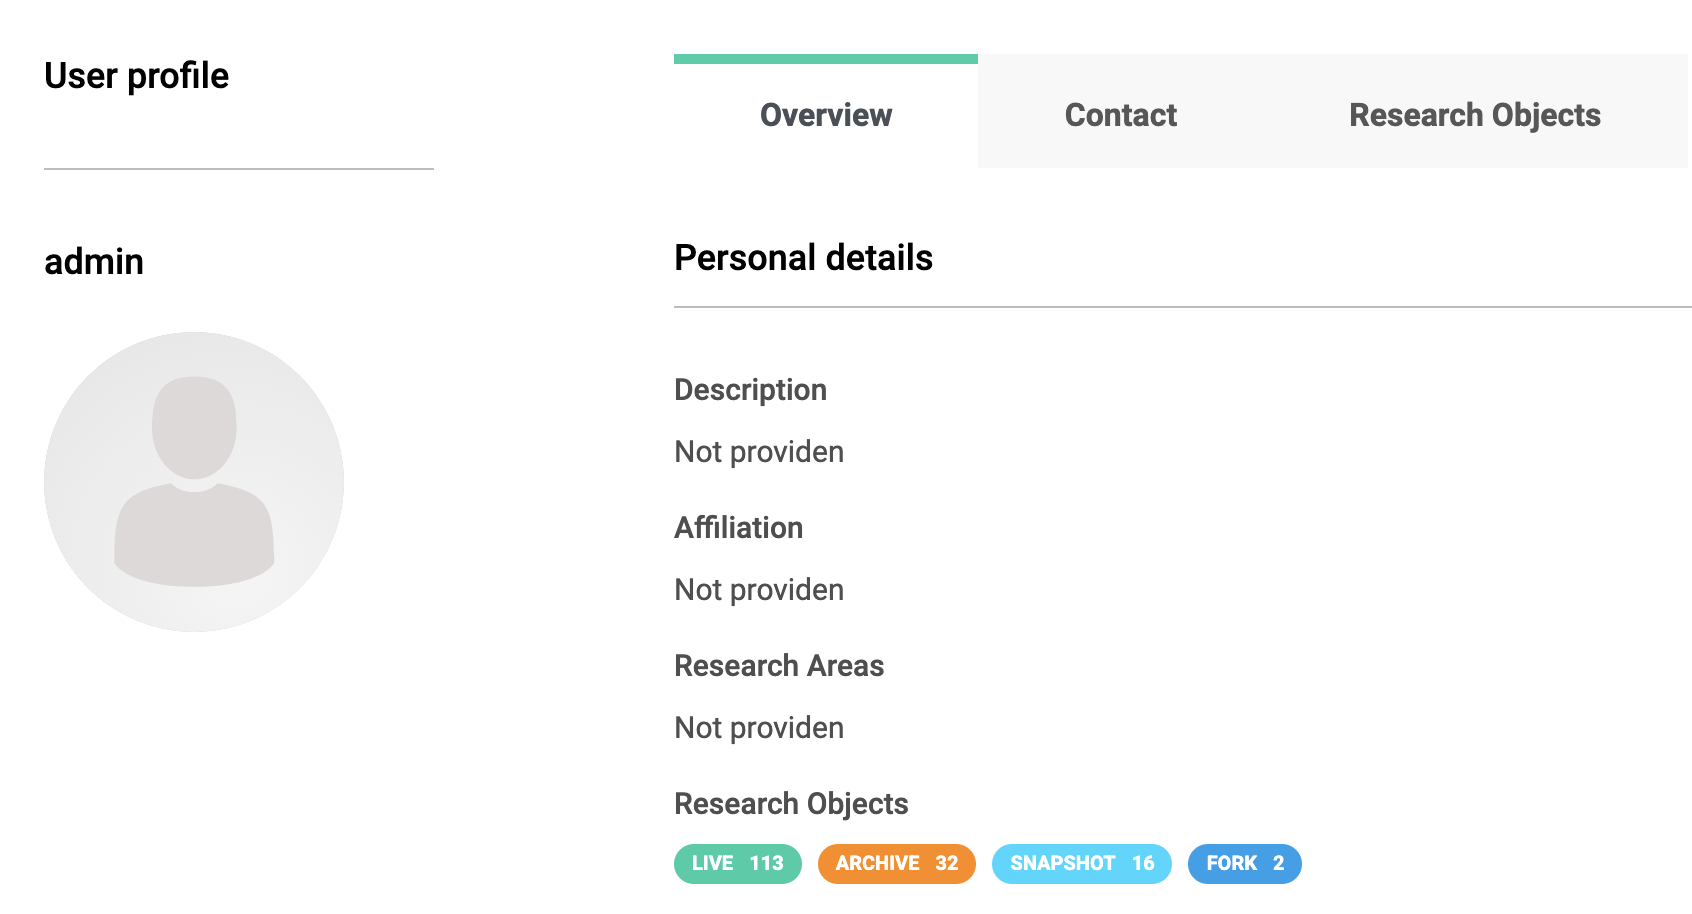 User profile
admin
Overview
Contact
Research Objects
Personal details
Description
Not providen
Affiliation
Not providen
Research Areas
Not providen
Research Objects
LIVE 113
ARCHIVE 32
SNAPSHOT 16
FORK 2